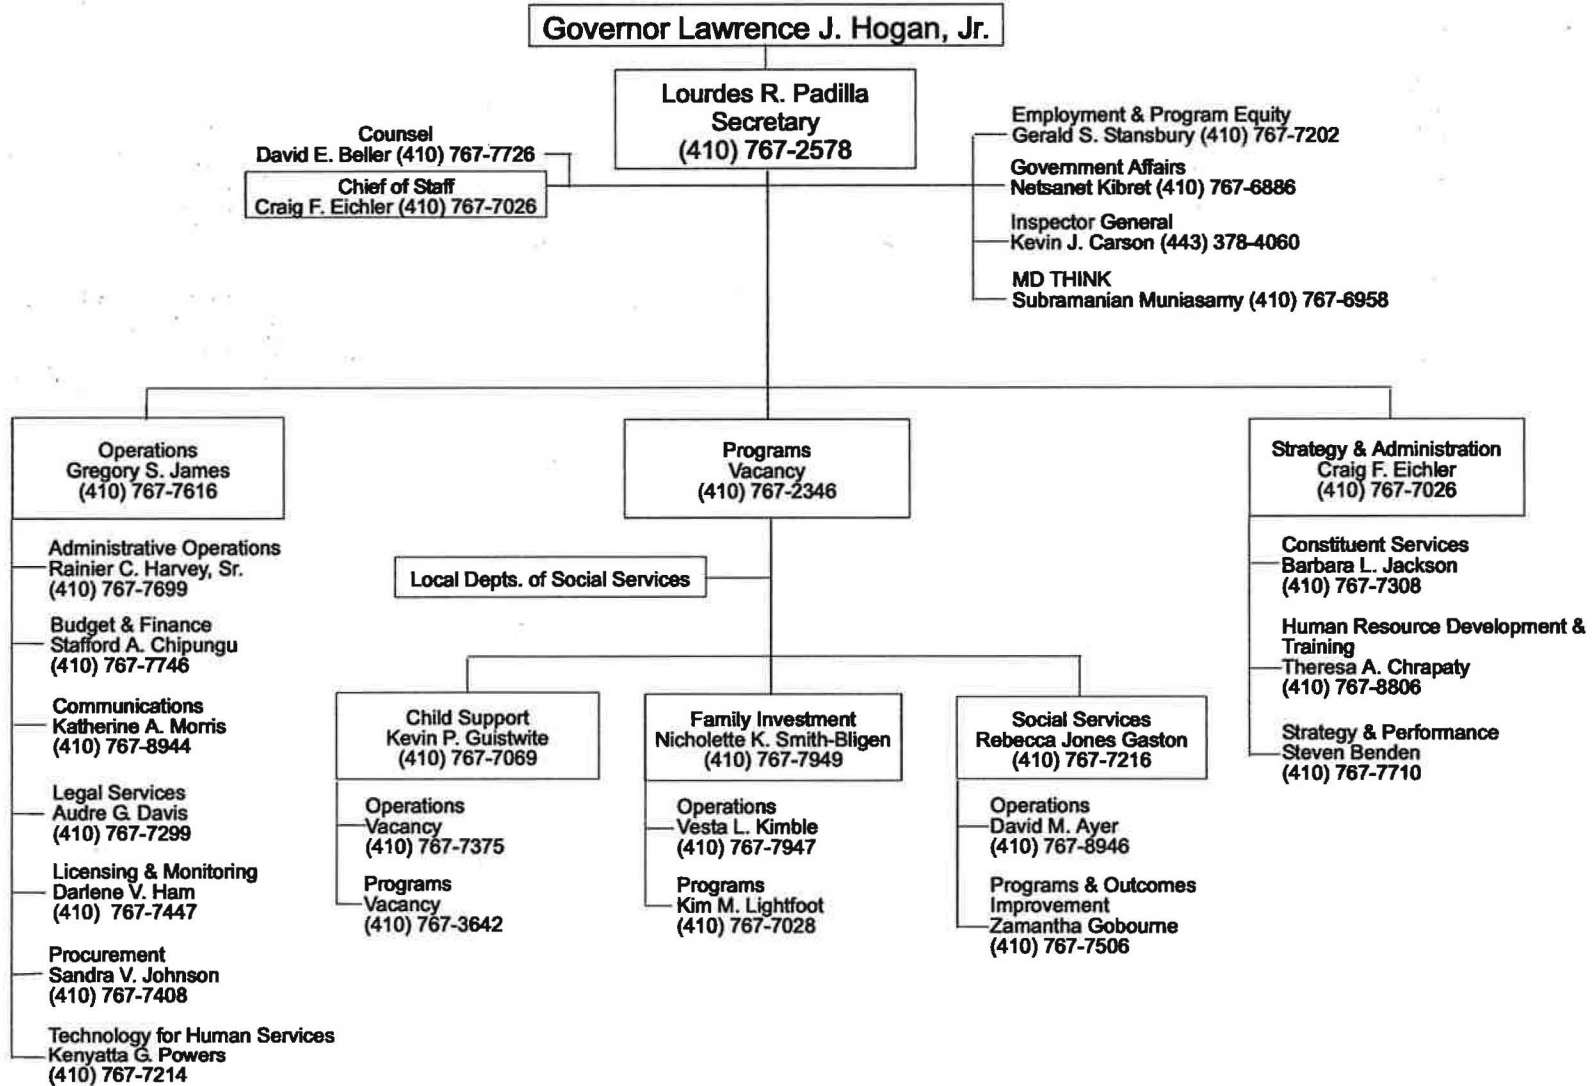 Governor Lawrence J. Hogan, Jr.
Lourdes R. Padilla
Secretary
(410) 767-2578
Counsel
David E. Beller (410) 767-7726
Chief of Staff
Craig F. Eichler (410) 767-7026
Employment & Program Equity
Gerald S. Stansbury (410) 767-7202
Government Affairs
Netsanet Kibret (410) 767-6886
Inspector General
Kevin J. Carson (443) 378-4060
MD THINK
Subramanian Muniasamy (410) 767-6958
Operations
Gregory S. James
(410) 767-7616
Administrative Operations
Rainier C. Harvey, Sr.
(410) 767-7699
Budget & Finance
Stafford A. Chipungu
(410) 767-7746
Communications
Katherine A. Morris
(410) 767-8944
Legal Services
Audre G. Davis
(410) 767-7299
Licensing & Monitoring
Darlene V. Ham
(410) 767-7447
Procurement
Sandra V. Johnson
(410) 767-7408
Technology for Human Services
Kenyatta G. Powers
(410) 767-7214
Programs
Vacancy
(410) 767-2346
Local Depts. of Social Services
Child Support
Kevin P. Guistwite
(410) 767-7069
Operations
Vacancy
(410) 767-7375
Programs
Vacancy
(410) 767-3642
Family Investment
Nicholette K. Smith-Bligen
(410) 767-7949
Operations
Vesta L. Kimble
(410) 767-7947
Programs
Kim M. Lightfoot
(410) 767-7028
Social Services
Rebecca Jones Gaston
(410) 767-7216
Operations
David M. Ayer
(410) 767-8946
Programs & Outcomes
Improvement
Zamantha Gobourne
(410) 767-7506
Strategy & Administration
Craig F. Eichler
(410) 767-7026
Constituent Services
Barbara L. Jackson
(410) 767-7308
Human Resource Development &
Training
Theresa A. Chrapaty
(410) 767-8806
Strategy & Performance
Steven Benden
(410) 767-7710